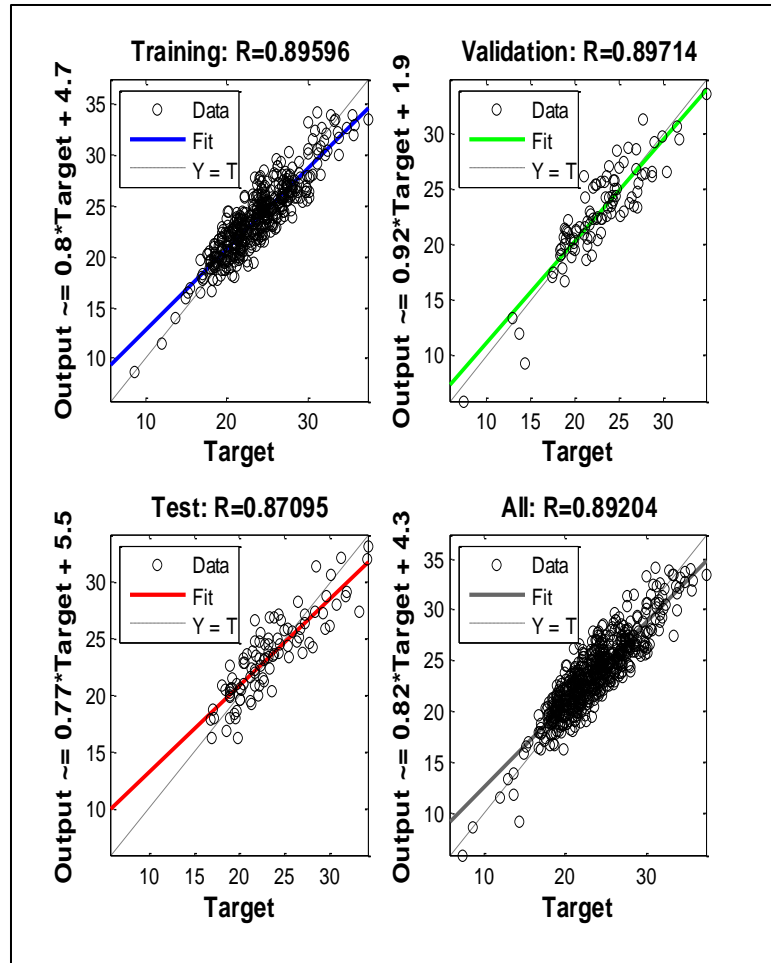 Training: R=0.89596
Output ~= 0.8*Target + 4.7
35
30
25
20
15
10
Data
Fit
Y = T
10 20 30
Target
Validation: R=0.89714
Output ~= 0.92*Target + 1.9
30
25
20
15
10
Data
Fit
Y = T
10 15 20 25 30
Target
Test: R=0.87095
Output ~= 0.77*Target + 5.5
30
25
20
15
10
Data
Fit
Y = T
10 15 20 25 30
Target
All: R=0.89204
Output ~= 0.82*Target + 4.3
35
30
25
20
15
10
Data
Fit
Y = T
10 20 30
Target